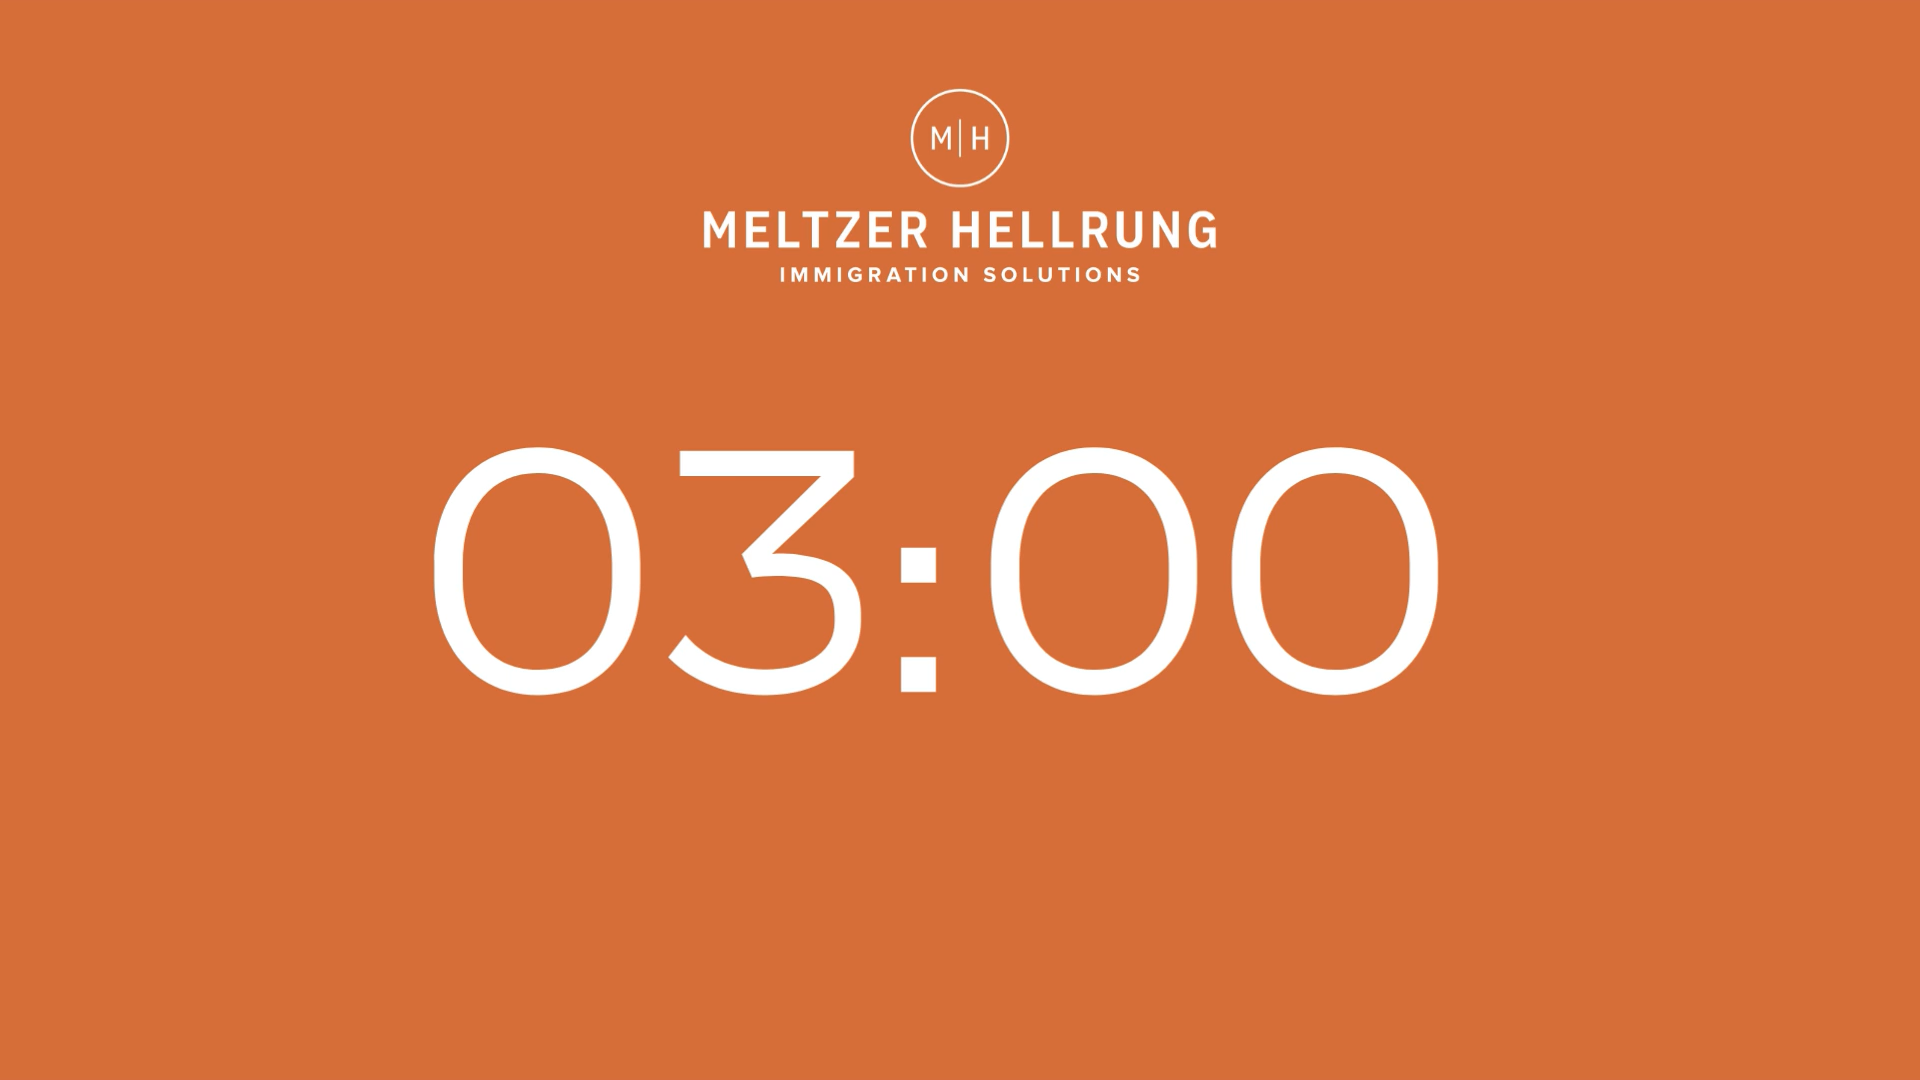 M|H
MELTZER HELLRUNG
IMMIGRATION SOLUTIONS
03:00